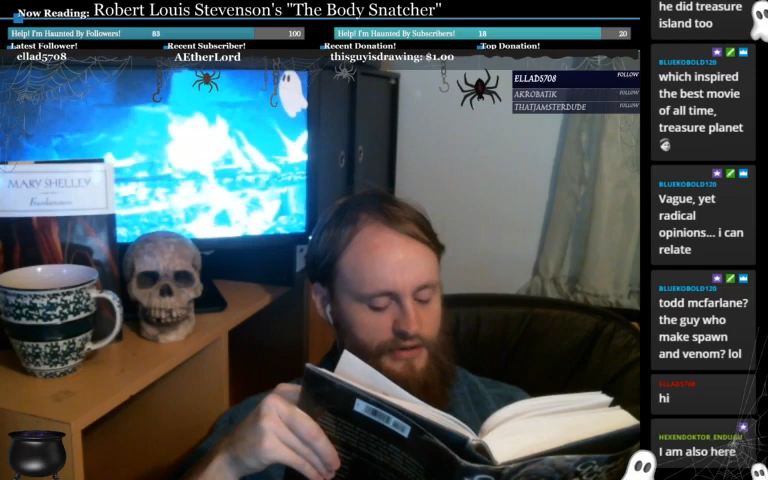 Now Reading: Robert Louis Stevenson's "The Body Snatcher"
Help! I'm Haunted By Followers! 83 100
Help! I'm Haunted By Subscribers! 18 20
Latest Follower!
ellad5708
Recent Subscriber!
AEtherLord
Recent Donation!
thisguyisdrawing: $1.00
Top Donation!
ELLAD5708 FOLLOW
AKROBATIK FOLLOW
THATJAMSTERDUDE FOLLOW
MARY SHELLEY
Frankenstein
he did treasure
island too
BLUEKOBOLD120
which inspired
the best movie
of all time,
treasure planet
BLUEKOBOLD120
Vague, yet
radical
opinions... i can
relate
BLUEKOBOLD120
todd mcfarlane?
the guy who
make spawn
and venom? lol
ELLAD5708
hi
I am also here